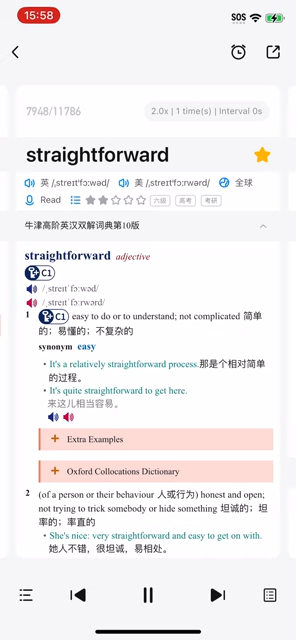 15:58
SOS
7948/11786
2.0x | 1 time(s) | Interval 0s
straightforward
英 /ˌstreɪtˈfɔːwəd/ 美 /ˌstreɪtˈfɔːrwərd/ 全球
Read 六级 高考 考研
牛津高阶英汉双解词典第10版
straightforward adjective
C1
/ˌstreɪtˈfɔːwəd/
/ˌstreɪtˈfɔːrwərd/
1 C1 easy to do or to understand; not complicated 简单
的；易懂的；不复杂的
synonym easy
• It's a relatively straightforward process.那是个相对简单
的过程。
• It's quite straightforward to get here.
来这儿相当容易。
+ Extra Examples
+ Oxford Collocations Dictionary
2 (of a person or their behaviour 人或行为) honest and open;
not trying to trick somebody or hide something 坦诚的；坦
率的；率直的
• She's nice: very straightforward and easy to get on with.
她人不错，很坦诚，易相处。